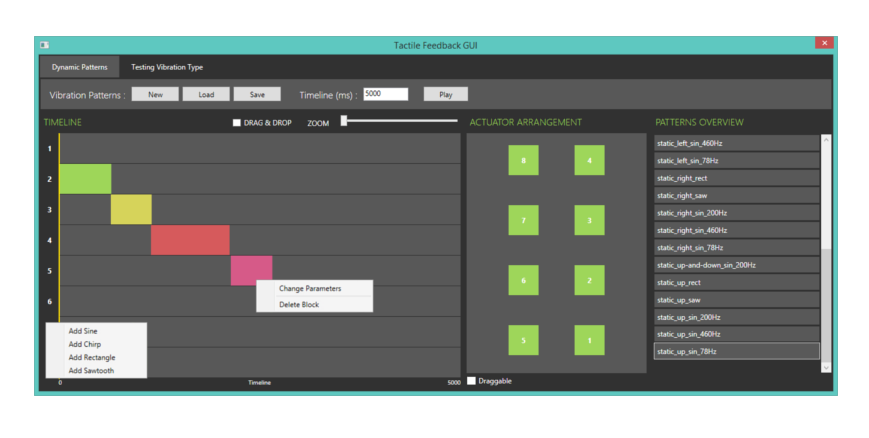 Tactile Feedback GUI
Dynamic Patterns Testing Vibration Type
Vibration Patterns : New Load Save Timeline (ms) : 5000 Play
TIMELINE DRAG & DROP ZOOM ACTUATOR ARRANGEMENT PATTERNS OVERVIEW
1
2
3
4
5
6
Change Parameters
Delete Block
Add Sine
Add Chirp
Add Rectangle
Add Sawtooth
0 Timeline 5000
8 4
7 3
6 2
5 1
Draggable
static_left_sin_460Hz
static_left_sin_78Hz
static_right_rect
static_right_saw
static_right_sin_200Hz
static_right_sin_460Hz
static_right_sin_78Hz
static_up-and-down_sin_200Hz
static_up_rect
static_up_saw
static_up_sin_200Hz
static_up_sin_460Hz
static_up_sin_78Hz